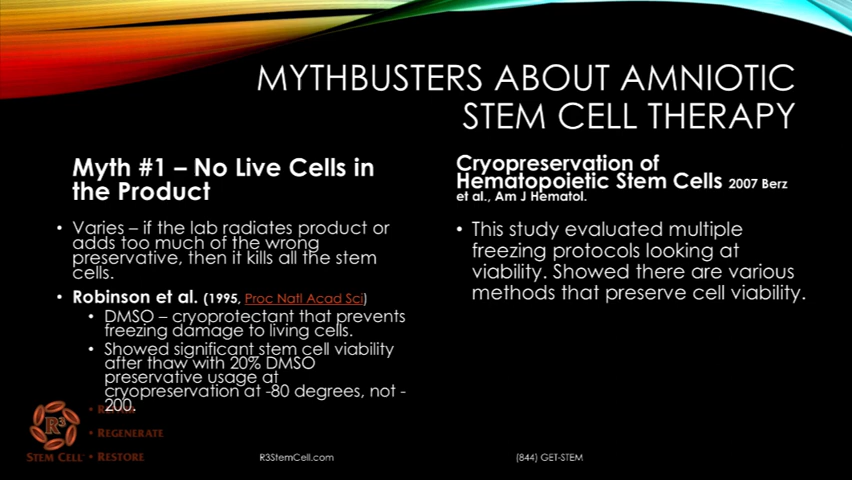 MYTHBUSTERS ABOUT AMNIOTIC
STEM CELL THERAPY
Myth #1 – No Live Cells in
the Product
• Varies – if the lab radiates product or
adds too much of the wrong
preservative, then it kills all the stem
cells.
• Robinson et al. (1995, Proc Natl Acad Sci)
• DMSO – cryoprotectant that prevents
freezing damage to living cells.
• Showed significant stem cell viability
after thaw with 20% DMSO
preservative usage at
cryopreservation at -80 degrees, not -
200.
Cryopreservation of
Hematopoietic Stem Cells 2007 Berz
et al., Am J Hematol.
• This study evaluated multiple
freezing protocols looking at
viability. Showed there are various
methods that preserve cell viability.
R3
STEM CELL
• REGENERATE
• RESTORE
R3StemCell.com
(844) GET-STEM